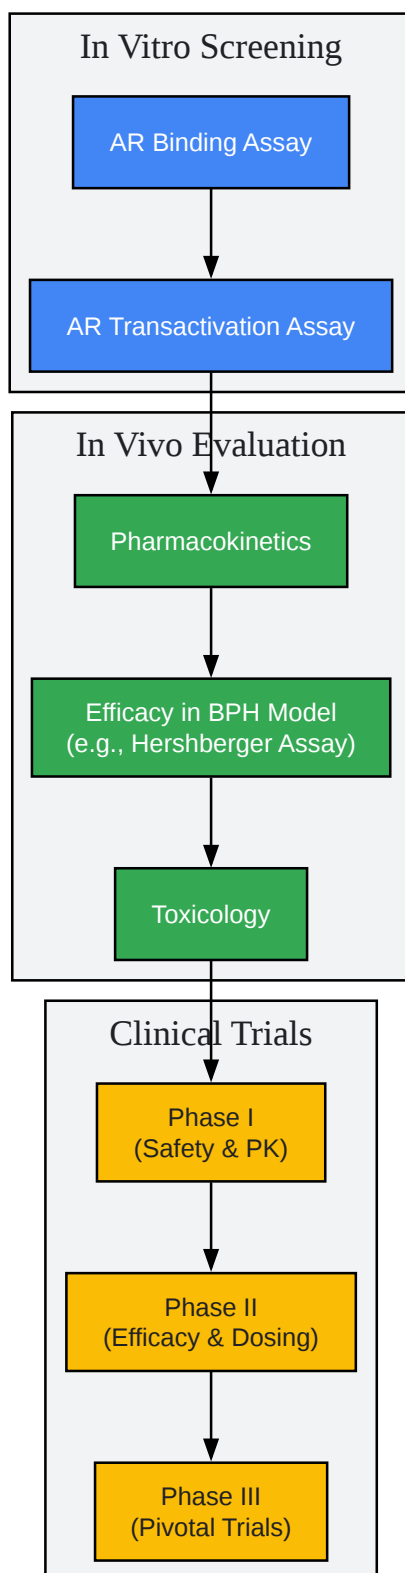 In Vitro Screening
AR Binding Assay
AR Transactivation Assay
In Vivo Evaluation
Pharmacokinetics
Efficacy in BPH Model
(e.g., Hershberger Assay)
Toxicology
Clinical Trials
Phase I
(Safety & PK)
Phase II
(Efficacy & Dosing)
Phase III
(Pivotal Trials)